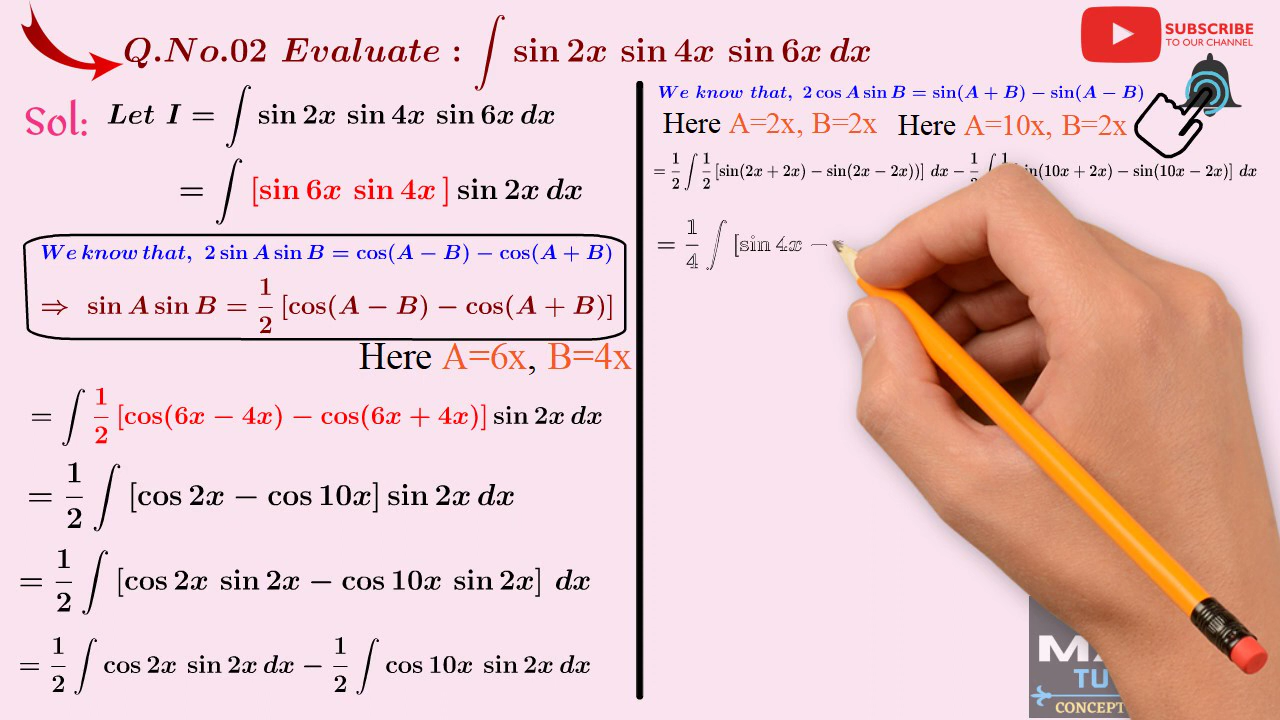 Q.No.02 Evaluate : ∫ sin 2x sin 4x sin 6x dx
SUBSCRIBE
TO OUR CHANNEL
Sol: Let I = ∫ sin 2x sin 4x sin 6x dx
= ∫ [sin 6x sin 4x ] sin 2x dx
We know that, 2 sin A sin B = cos(A − B) − cos(A + B)
⇒ sin A sin B = 1/2 [cos(A − B) − cos(A + B)]
Here A=6x, B=4x
= ∫ 1/2 [cos(6x − 4x) − cos(6x + 4x)] sin 2x dx
= 1/2 ∫ [cos 2x − cos 10x] sin 2x dx
= 1/2 ∫ [cos 2x sin 2x − cos 10x sin 2x] dx
= 1/2 ∫ cos 2x sin 2x dx − 1/2 ∫ cos 10x sin 2x dx
We know that, 2 cos A sin B = sin(A + B) − sin(A − B)
Here A=2x, B=2x Here A=10x, B=2x
= 1/2 ∫ 1/2 [sin(2x + 2x) − sin(2x − 2x))] dx − 1/2 ∫ (10x + 2x) − sin(10x − 2x)] dx
= 1/4 ∫ [sin 4x −
TU
CONCEPT